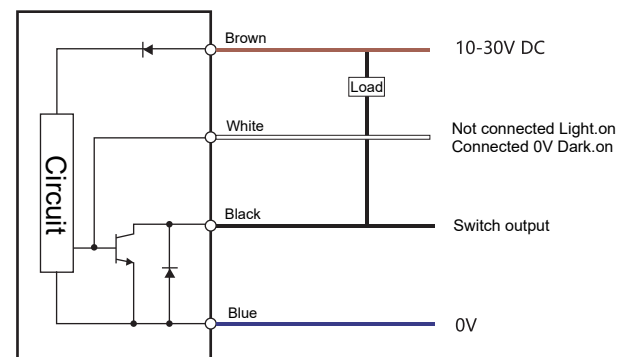 Brown
10-30V DC
Load
White
Not connected Light.on
Connected 0V Dark.on
Circuit
Black
Switch output
Blue
0V